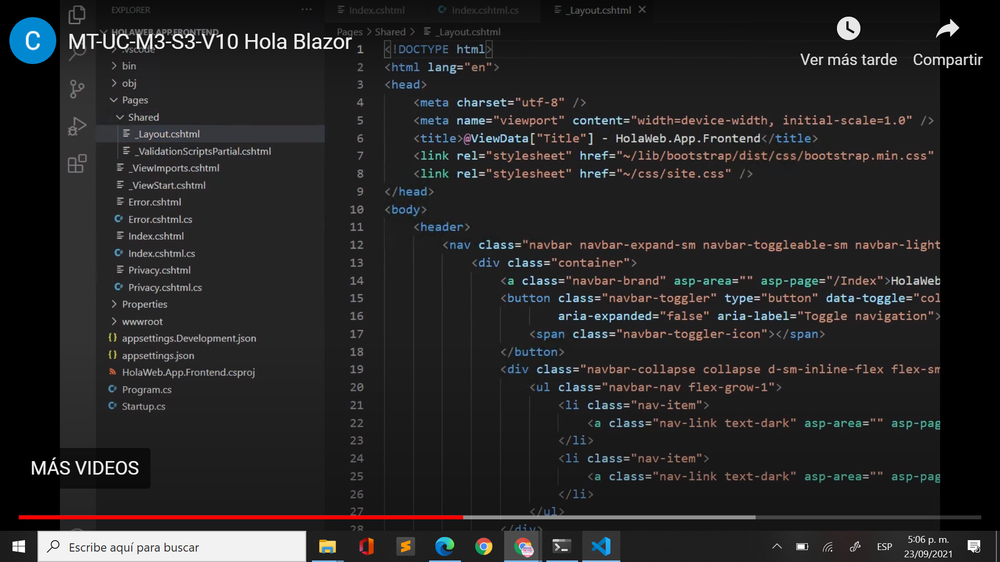 EXPLORER
HOLAWEB.APP.FRONTEND
C
MT-UC-M3-S3-V10 Hola Blazor
.vscode
bin
obj
Pages
Shared
_Layout.cshtml
_ValidationScriptsPartial.cshtml
_ViewImports.cshtml
_ViewStart.cshtml
Error.cshtml
Error.cshtml.cs
Index.cshtml
Index.cshtml.cs
Privacy.cshtml
Privacy.cshtml.cs
Properties
wwwroot
appsettings.Development.json
appsettings.json
HolaWeb.App.Frontend.csproj
Program.cs
Startup.cs
MÁS VIDEOS
Index.cshtml Index.cshtml.cs _Layout.cshtml
Pages > Shared > _Layout.cshtml
Ver más tarde Compartir
1 <!DOCTYPE html>
2 <html lang="en">
3 <head>
4 <meta charset="utf-8" />
5 <meta name="viewport" content="width=device-width, initial-scale=1.0" />
6 <title>@ViewData["Title"] - HolaWeb.App.Frontend</title>
7 <link rel="stylesheet" href="~/lib/bootstrap/dist/css/bootstrap.min.css"
8 <link rel="stylesheet" href="~/css/site.css" />
9 </head>
10 <body>
11 <header>
12 <nav class="navbar navbar-expand-sm navbar-toggleable-sm navbar-light
13 <div class="container">
14 <a class="navbar-brand" asp-area="" asp-page="/Index">HolaWeb
15 <button class="navbar-toggler" type="button" data-toggle="col
16 aria-expanded="false" aria-label="Toggle navigation">
17 <span class="navbar-toggler-icon"></span>
18 </button>
19 <div class="navbar-collapse collapse d-sm-inline-flex flex-sm
20 <ul class="navbar-nav flex-grow-1">
21 <li class="nav-item">
22 <a class="nav-link text-dark" asp-area="" asp-pag
23 </li>
24 <li class="nav-item">
25 <a class="nav-link text-dark" asp-area="" asp-pag
26 </li>
27 </ul>
28 </div>
Escribe aquí para buscar
ESP
5:06 p. m.
23/09/2021